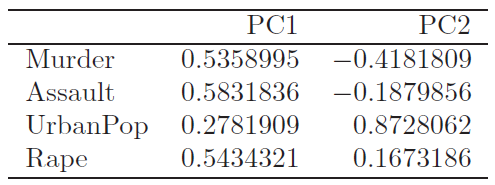 PC1 PC2
Murder 0.5358995 −0.4181809
Assault 0.5831836 −0.1879856
UrbanPop 0.2781909 0.8728062
Rape 0.5434321 0.1673186